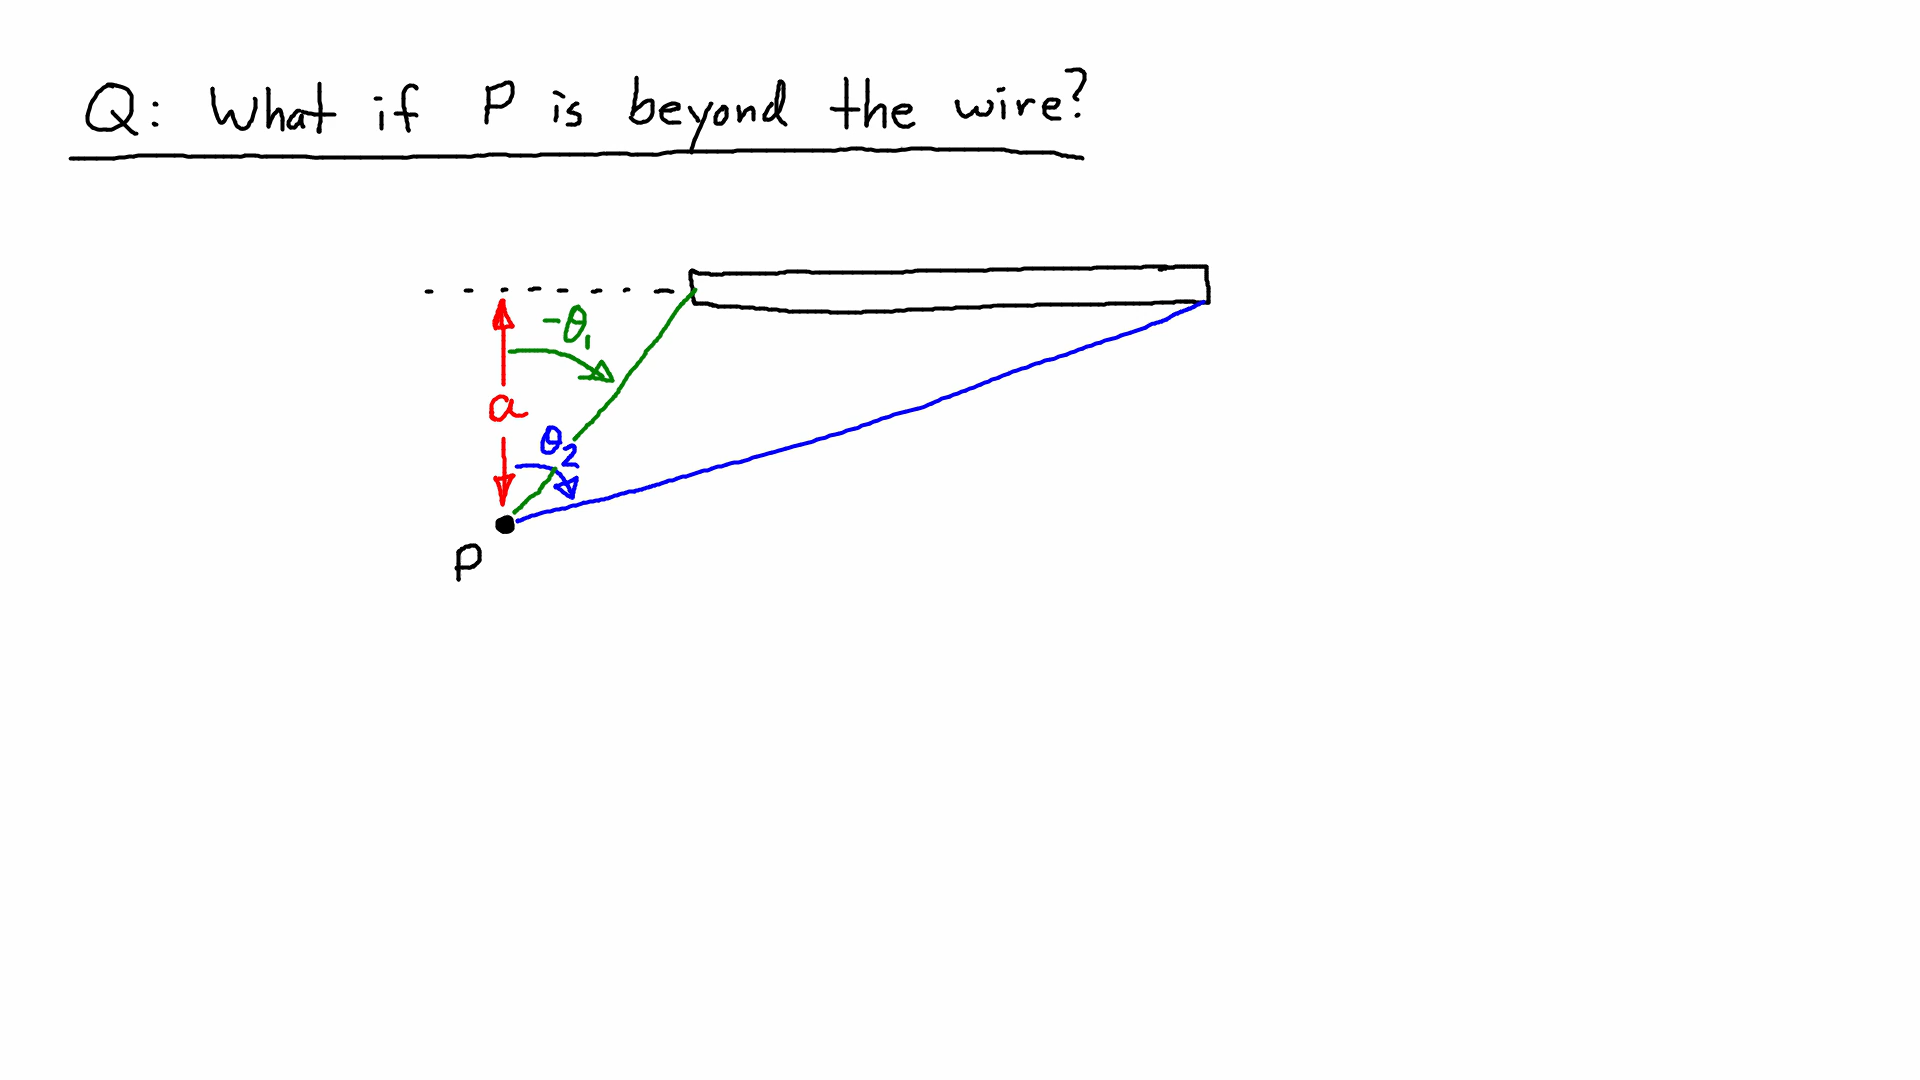 Q: What if P is beyond the wire?
-θ₁
a
θ₂
P